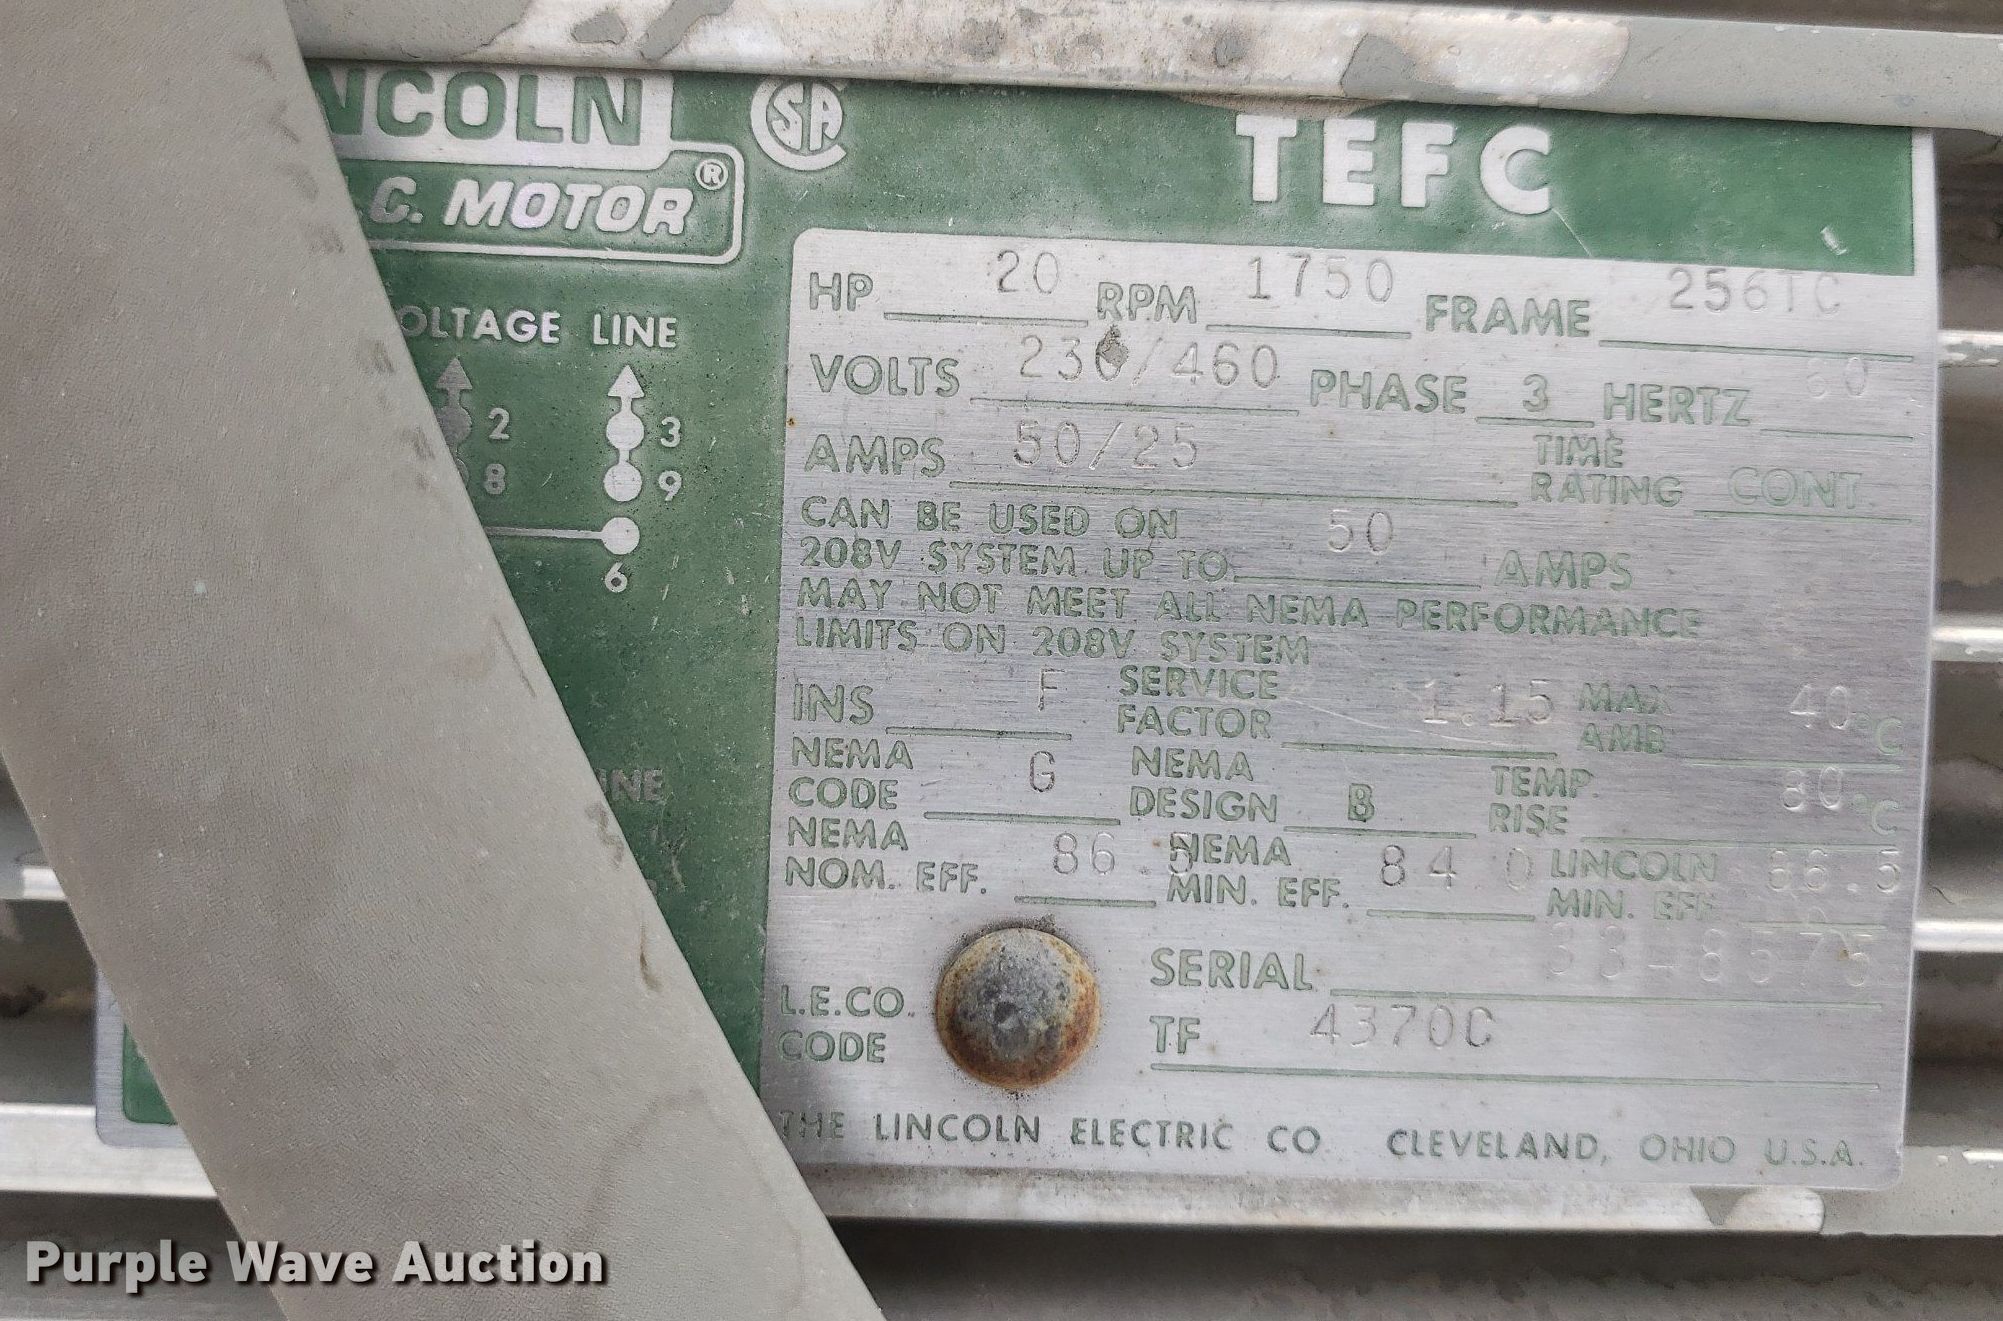 NCOLN
.C. MOTOR®
CSA
TEFC
OLTAGE LINE
2 3
8 9
6
INE
HP 20 RPM 1750 FRAME 256TC
VOLTS 230/460 PHASE 3 HERTZ 60
AMPS 50/25 TIME RATING CONT.
CAN BE USED ON
208V SYSTEM UP TO 50 AMPS
MAY NOT MEET ALL NEMA PERFORMANCE
LIMITS ON 208V SYSTEM
INS F SERVICE FACTOR 1.15 MAX AMB 40°C
NEMA CODE G NEMA DESIGN B TEMP. RISE 80°C
NEMA NOM. EFF. 86.5 NEMA MIN. EFF. 84.0 LINCOLN MIN. EFF 86.5
SERIAL
L.E.CO. CODE TF 4370C
THE LINCOLN ELECTRIC CO. CLEVELAND, OHIO U.S.A.
Purple Wave Auction